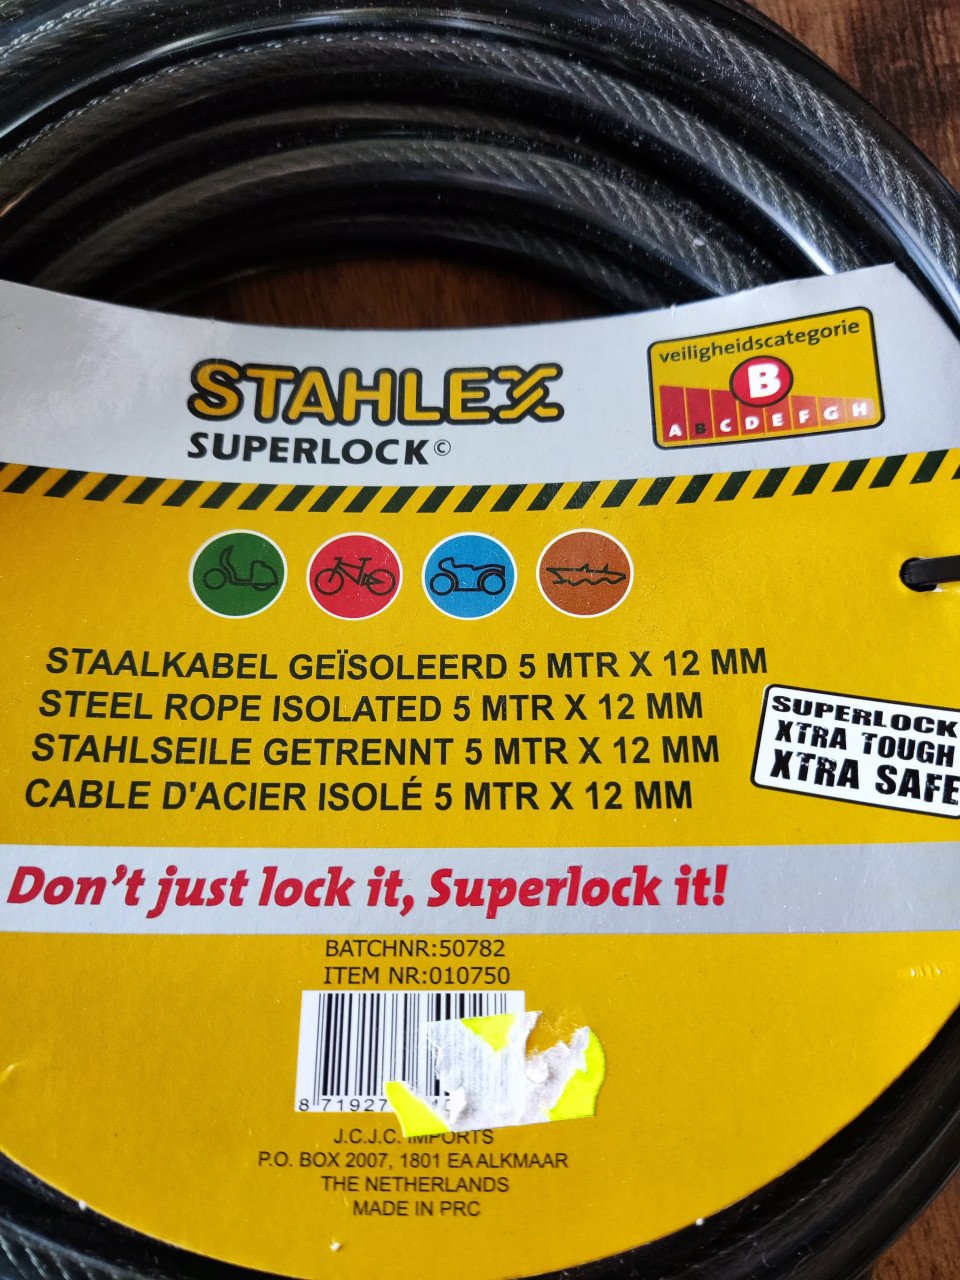 STAHLEX
SUPERLOCK©
veiligheidscategorie
B
A B C D E F G H
STAALKABEL GEÏSOLEERD 5 MTR X 12 MM
STEEL ROPE ISOLATED 5 MTR X 12 MM
STAHLSEILE GETRENNT 5 MTR X 12 MM
CABLE D'ACIER ISOLÉ 5 MTR X 12 MM
SUPERLOCK
XTRA TOUGH
XTRA SAFE
Don't just lock it, Superlock it!
BATCHNR:50782
ITEM NR:010750
8 71927
J.C.J.C. IMPORTS
P.O. BOX 2007, 1801 EA ALKMAAR
THE NETHERLANDS
MADE IN PRC